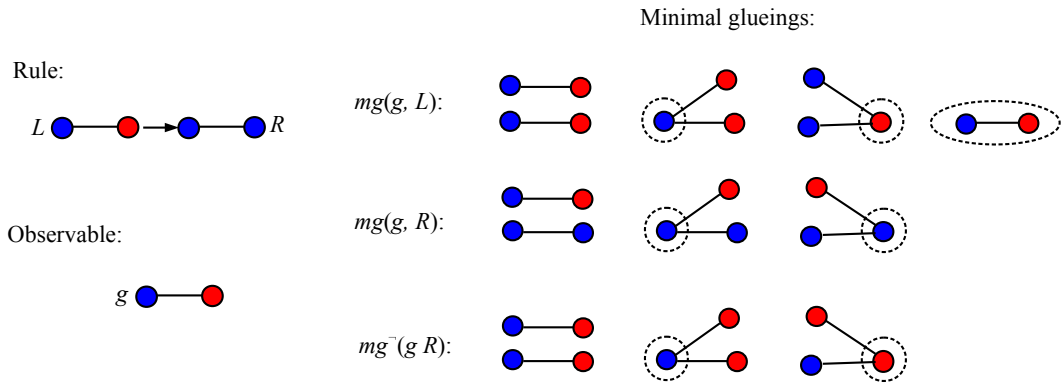 Minimal glueings:
Rule:
mg(g, L):
L
R
mg(g, R):
Observable:
g
mg⁻(g R):